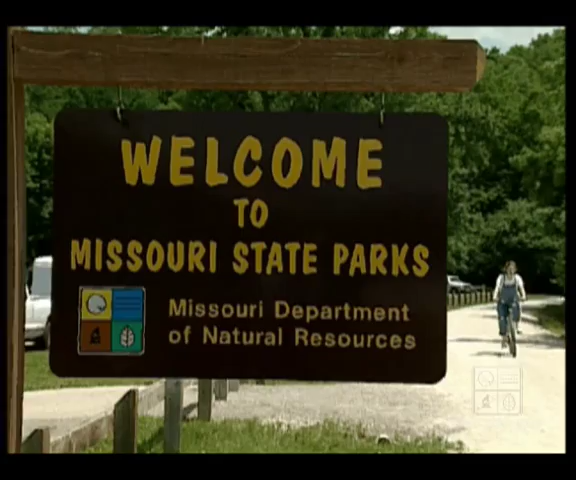 WELCOME
TO
MISSOURI STATE PARKS
Missouri Department
of Natural Resources